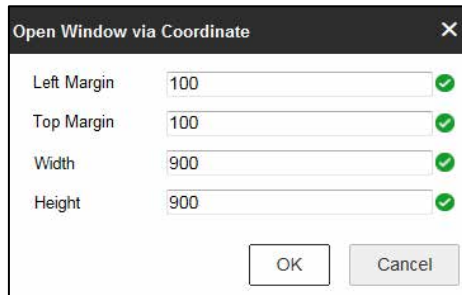 Open Window via Coordinate
Left Margin 100
Top Margin 100
Width 900
Height 900
OK Cancel